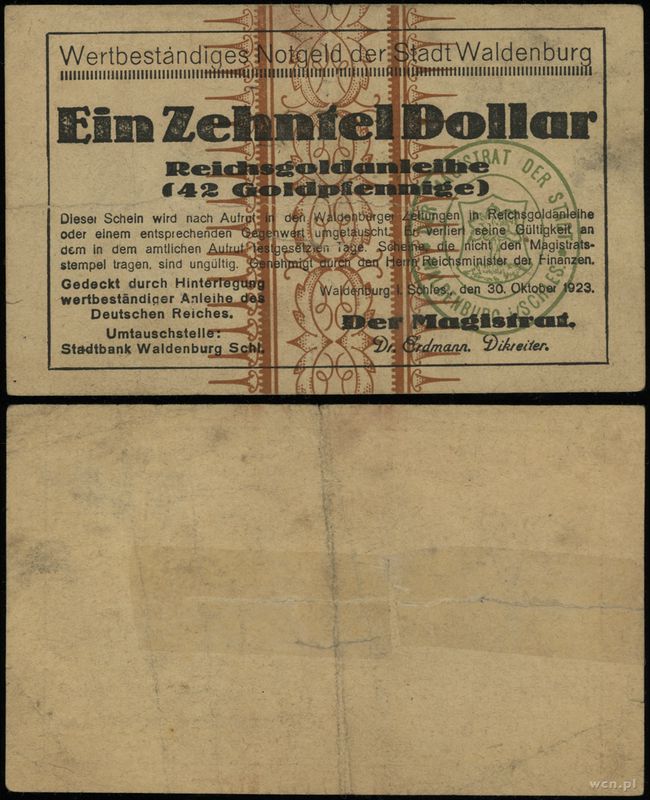 Wertbeständiges Notgeld der Stadt Waldenburg
Ein Zehntel Dollar
Reichsgoldanleihe
(42 Goldpfennige)
Dieser Schein wird nach Aufruf in den Waldenburger Zeitungen in Reichsgoldanleihe
oder einem entsprechenden Gegenwert umgetauscht. Er verliert seine Gültigkeit an
dem in dem amtlichen Aufruf festgesetzten Tage. Scheine die nicht den Magistrats-
stempel tragen, sind ungültig. Genehmigt durch den Herrn Reichsminister der Finanzen.
Gedeckt durch Hinterlegung
wertbeständiger Anleihe des
Deutschen Reiches.
Umtauschstelle:
Stadtbank Waldenburg Schl.
Waldenburg i. Schles., den 30. Oktober 1923.
Der Magistrat.
Dr. Erdmann. Dikreiter.
MAGISTRAT DER
WALDENBURG i/SCHLES.
wcn.pl